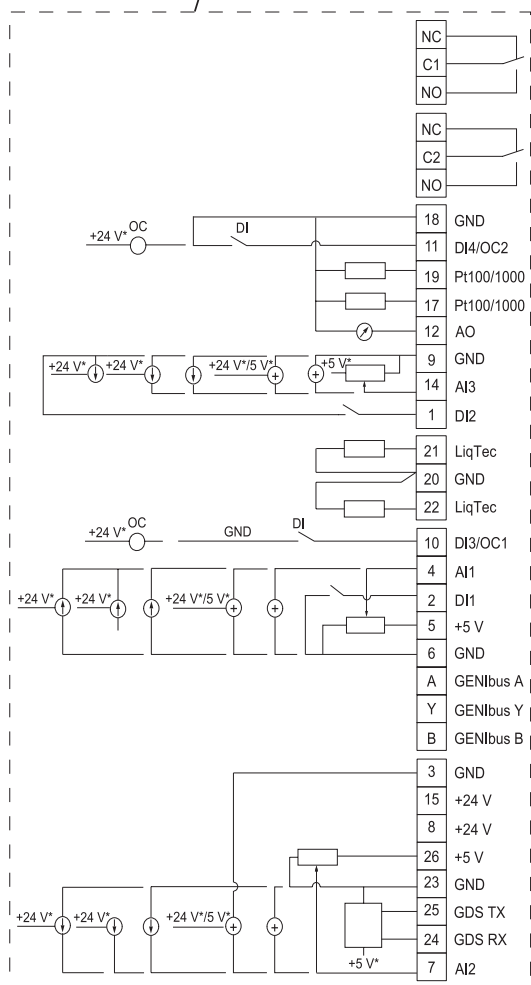 NC
C1
NO
NC
C2
NO
18 GND
+24 V* OC DI 11 DI4/OC2
19 Pt100/1000
17 Pt100/1000
12 AO
9 GND
+24 V* +24 V* +24 V*/5 V* +5 V*
14 AI3
1 DI2
21 LiqTec
20 GND
22 LiqTec
+24 V* OC GND DI 10 DI3/OC1
4 AI1
+24 V* +24 V* +24 V*/5 V* 2 DI1
5 +5 V
6 GND
A GENIbus A
Y GENIbus Y
B GENIbus B
3 GND
15 +24 V
8 +24 V
26 +5 V
23 GND
25 GDS TX
+24 V* +24 V* +24 V*/5 V* 24 GDS RX
+5 V* 7 AI2